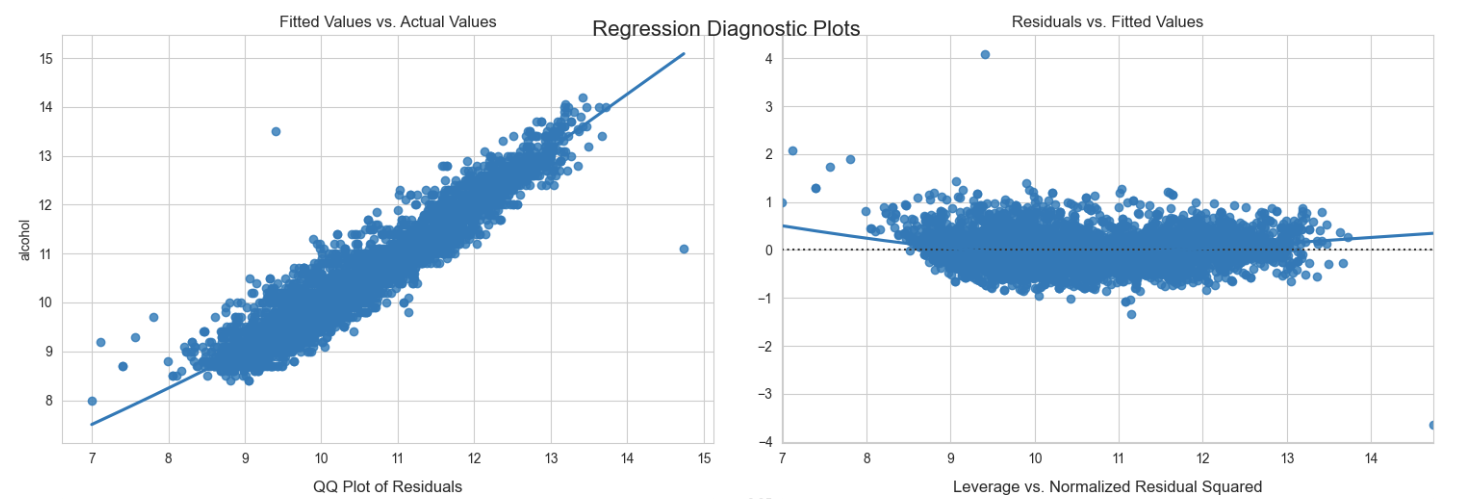 Regression Diagnostic Plots
Fitted Values vs. Actual Values
alcohol
15
14
13
12
11
10
9
8
7 8 9 10 11 12 13 14 15
Residuals vs. Fitted Values
4
3
2
1
0
−1
−2
−3
−4
7 8 9 10 11 12 13 14
QQ Plot of Residuals
Leverage vs. Normalized Residual Squared